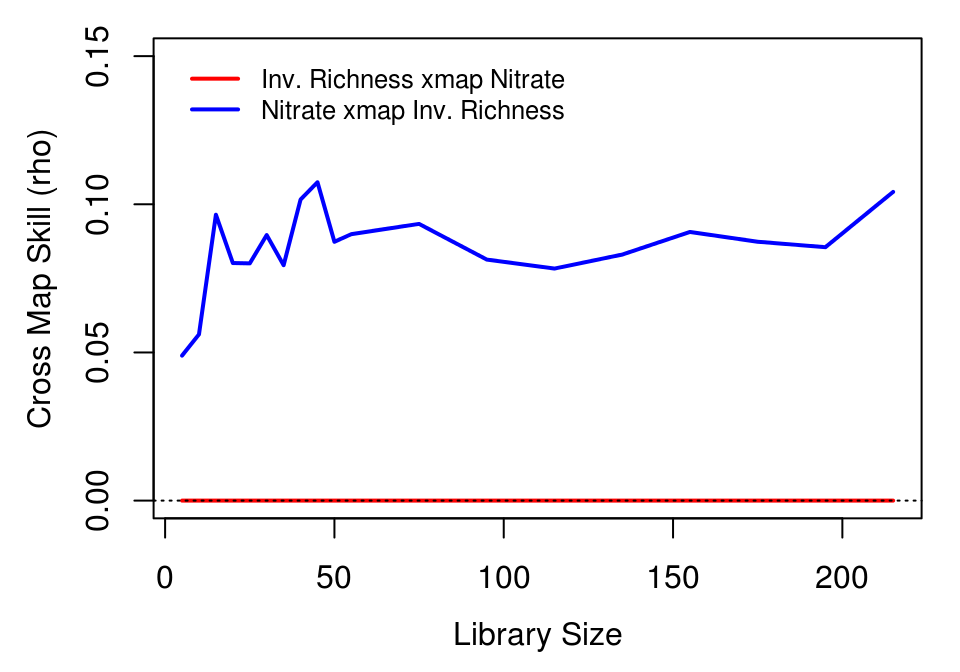 0.15
0.10
0.05
0.00
Cross Map Skill (rho)
Inv. Richness xmap Nitrate
Nitrate xmap Inv. Richness
0
50
100
150
200
Library Size